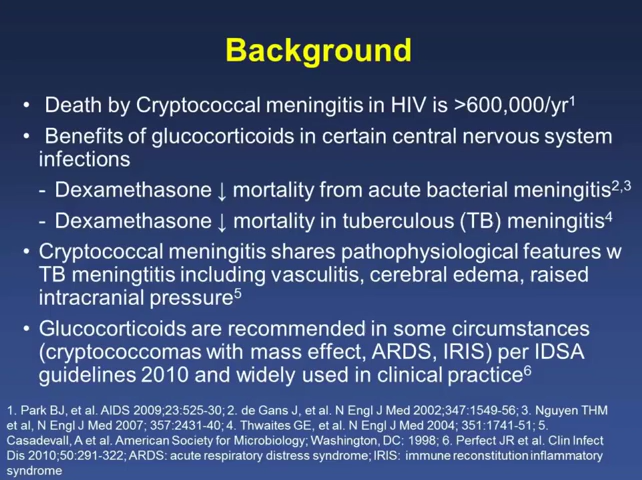 Background
• Death by Cryptococcal meningitis in HIV is >600,000/yr¹
• Benefits of glucocorticoids in certain central nervous system
infections
- Dexamethasone ↓ mortality from acute bacterial meningitis²,³
- Dexamethasone ↓ mortality in tuberculous (TB) meningitis⁴
• Cryptococcal meningitis shares pathophysiological features w
TB meningtitis including vasculitis, cerebral edema, raised
intracranial pressure⁵
• Glucocorticoids are recommended in some circumstances
(cryptococcomas with mass effect, ARDS, IRIS) per IDSA
guidelines 2010 and widely used in clinical practice⁶
1. Park BJ, et al. AIDS 2009;23:525-30; 2. de Gans J, et al. N Engl J Med 2002;347:1549-56; 3. Nguyen THM
et al, N Engl J Med 2007; 357:2431-40; 4. Thwaites GE, et al. N Engl J Med 2004; 351:1741-51; 5.
Casadevall, A et al. American Society for Microbiology; Washington, DC: 1998; 6. Perfect JR et al. Clin Infect
Dis 2010;50:291-322; ARDS: acute respiratory distress syndrome; IRIS: immune reconstitution inflammatory
syndrome